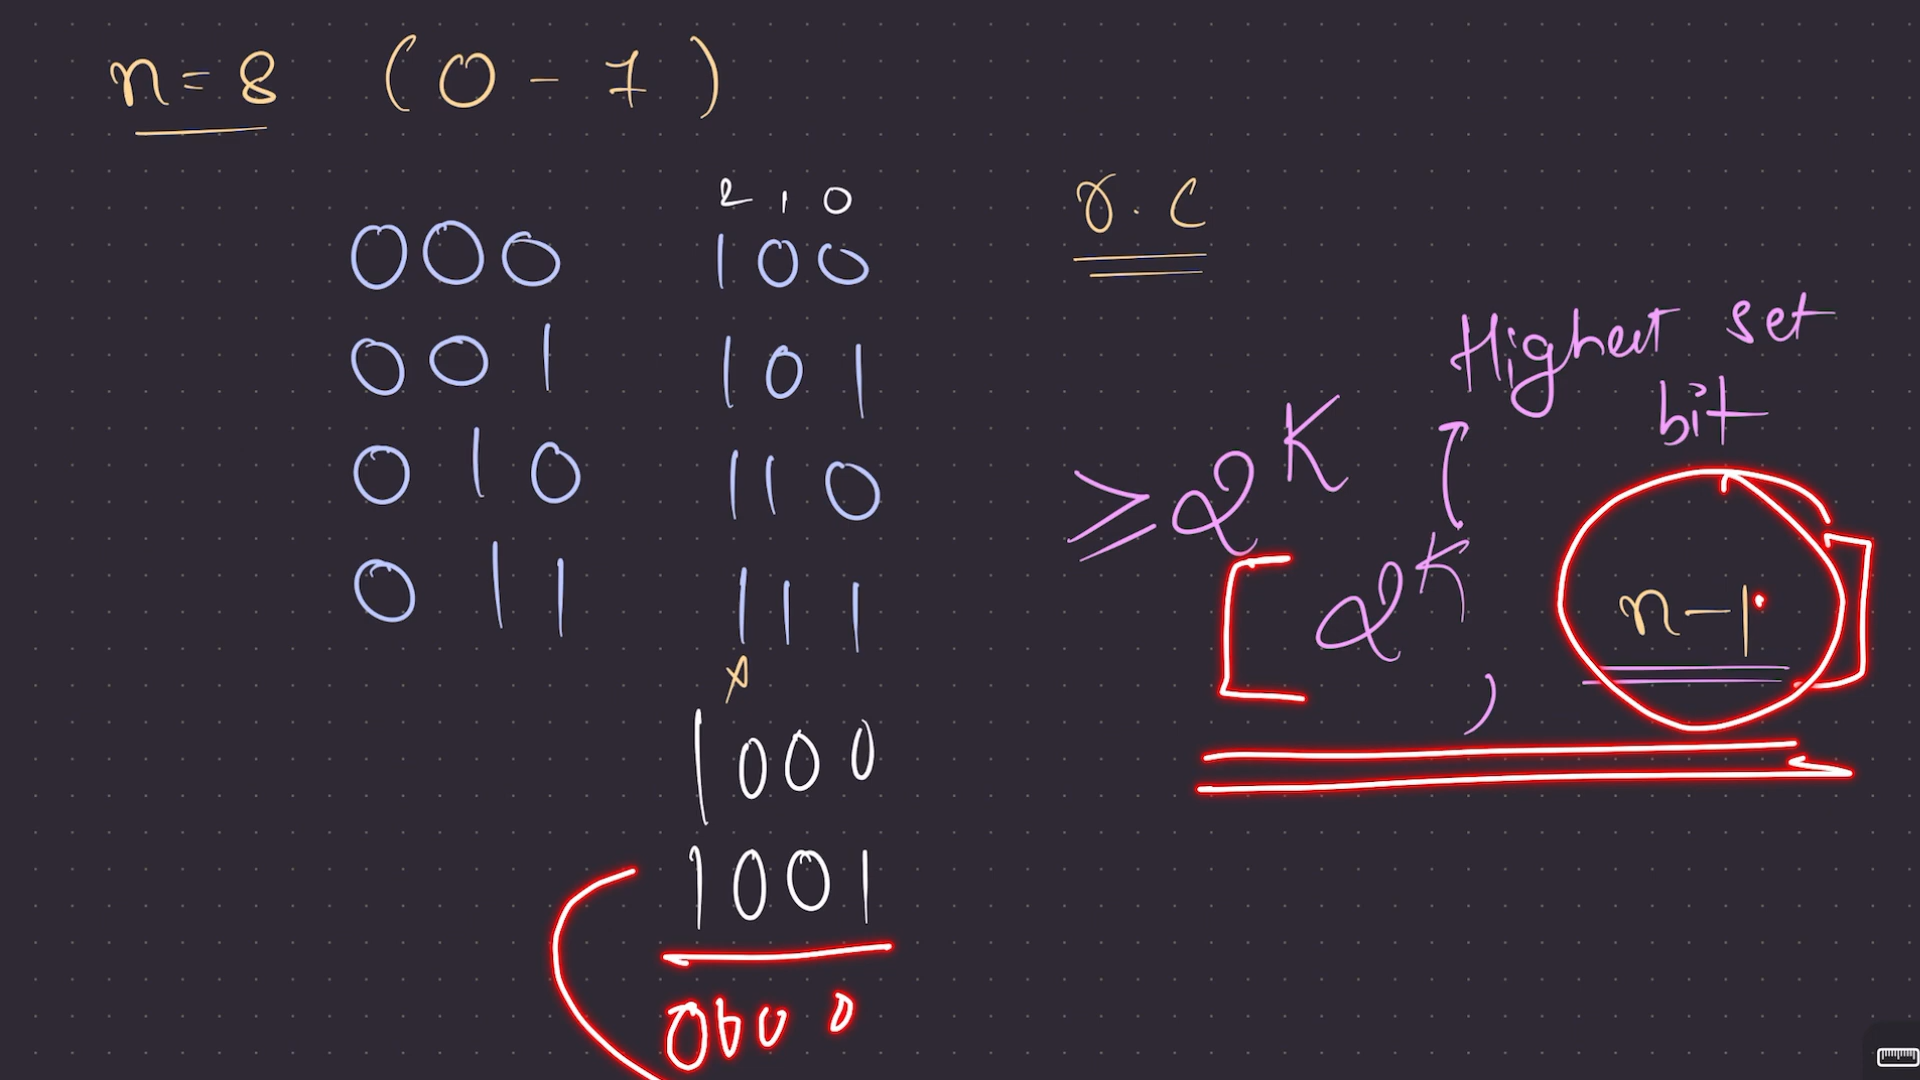 n = 8 (0 - 7)
2 1 0
000 100
001 101
010 110
011 111
1000
1001
0000
r.c
Highest set
bit
≥ 2^K
[ 2^K , n-1 ]